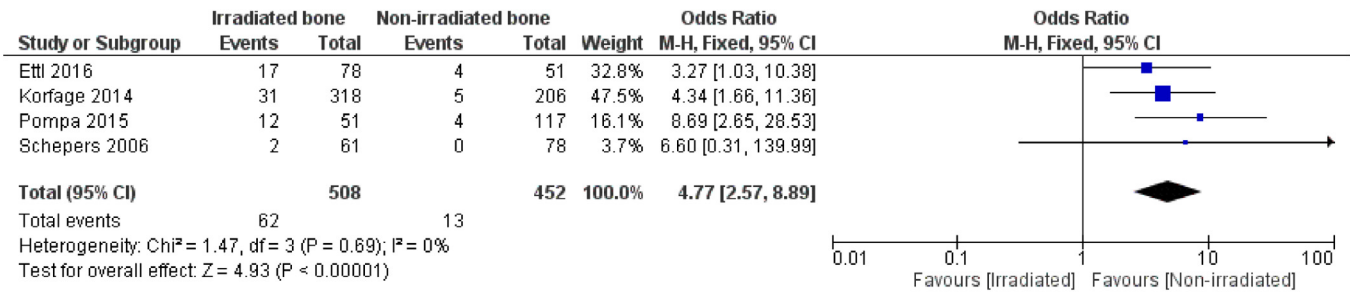 Irradiated bone Non-irradiated bone Odds Ratio Odds Ratio
Study or Subgroup Events Total Events Total Weight M-H, Fixed, 95% CI M-H, Fixed, 95% CI
Ettl 2016 17 78 4 51 32.8% 3.27 [1.03, 10.38]
Korfage 2014 31 318 5 206 47.5% 4.34 [1.66, 11.36]
Pompa 2015 12 51 4 117 16.1% 8.69 [2.65, 28.53]
Schepers 2006 2 61 0 78 3.7% 6.60 [0.31, 139.99]
Total (95% CI) 508 452 100.0% 4.77 [2.57, 8.89]
Total events 62 13
Heterogeneity: Chi² = 1.47, df = 3 (P = 0.69); I² = 0%
Test for overall effect: Z = 4.93 (P < 0.00001)
0.01 0.1 1 10 100
Favours [Irradiated] Favours [Non-irradiated]